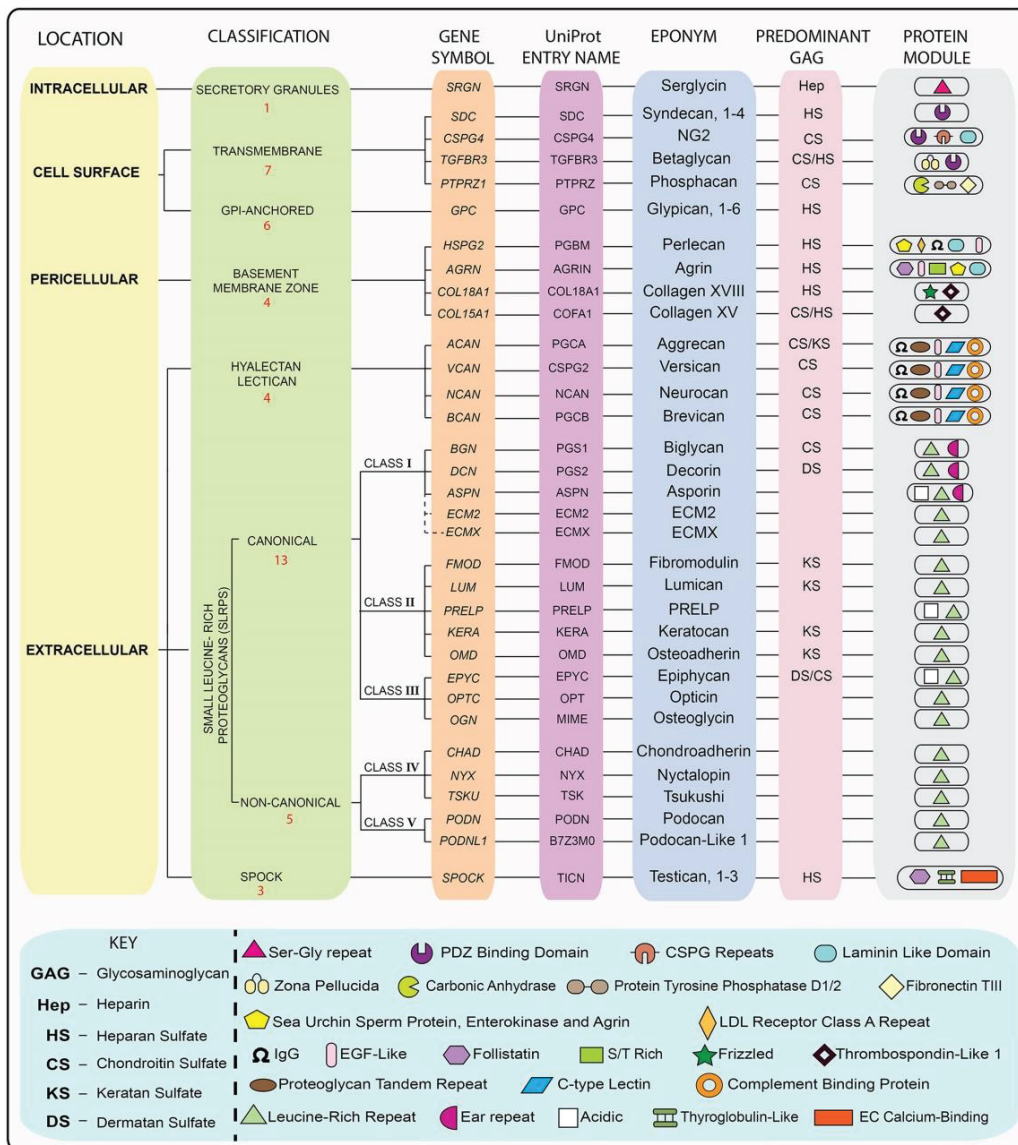 LOCATION CLASSIFICATION GENE SYMBOL UniProt ENTRY NAME EPONYM PREDOMINANT GAG PROTEIN MODULE
INTRACELLULAR SECRETORY GRANULES SRGN SRGN Serglycin Hep
1
SDC SDC Syndecan, 1-4 HS
CSPG4 CSPG4 NG2 CS
TRANSMEMBRANE
7
TGFBR3 TGFBR3 Betaglycan CS/HS
CELL SURFACE
PTPRZ1 PTPRZ Phosphacan CS
GPI-ANCHORED GPC GPC Glypican, 1-6 HS
6
HSPG2 PGBM Perlecan HS
AGRN AGRIN Agrin HS
PERICELLULAR BASEMENT
MEMBRANE ZONE
4
COL18A1 COL18A1 Collagen XVIII HS
COL15A1 COFA1 Collagen XV CS/HS
ACAN PGCA Aggrecan CS/KS
HYALECTAN
LECTICAN
4
VCAN CSPG2 Versican CS
NCAN NCAN Neurocan CS
BCAN PGCB Brevican CS
CLASS I
BGN PGS1 Biglycan CS
DCN PGS2 Decorin DS
ASPN ASPN Asporin
ECM2 ECM2 ECM2
ECMX ECMX ECMX
CANONICAL
13
FMOD FMOD Fibromodulin KS
LUM LUM Lumican KS
CLASS II
PRELP PRELP PRELP
KERA KERA Keratocan KS
OMD OMD Osteoadherin KS
EXTRACELLULAR
SMALL LEUCINE- RICH
PROTEOGLYCANS (SLRPS)
EPYC EPYC Epiphycan DS/CS
CLASS III
OPTC OPT Opticin
OGN MIME Osteoglycin
CHAD CHAD Chondroadherin
CLASS IV
NYX NYX Nyctalopin
TSKU TSK Tsukushi
NON-CANONICAL
5
PODN PODN Podocan
CLASS V
PODNL1 B7Z3M0 Podocan-Like 1
SPOCK SPOCK TICN Testican, 1-3 HS
3
KEY
GAG – Glycosaminoglycan
Hep – Heparin
HS – Heparan Sulfate
CS – Chondroitin Sulfate
KS – Keratan Sulfate
DS – Dermatan Sulfate
Ser-Gly repeat PDZ Binding Domain CSPG Repeats Laminin Like Domain
Zona Pellucida Carbonic Anhydrase Protein Tyrosine Phosphatase D1/2 Fibronectin TIII
Sea Urchin Sperm Protein, Enterokinase and Agrin LDL Receptor Class A Repeat
IgG EGF-Like Follistatin S/T Rich Frizzled Thrombospondin-Like 1
Proteoglycan Tandem Repeat C-type Lectin Complement Binding Protein
Leucine-Rich Repeat Ear repeat Acidic Thyroglobulin-Like EC Calcium-Binding